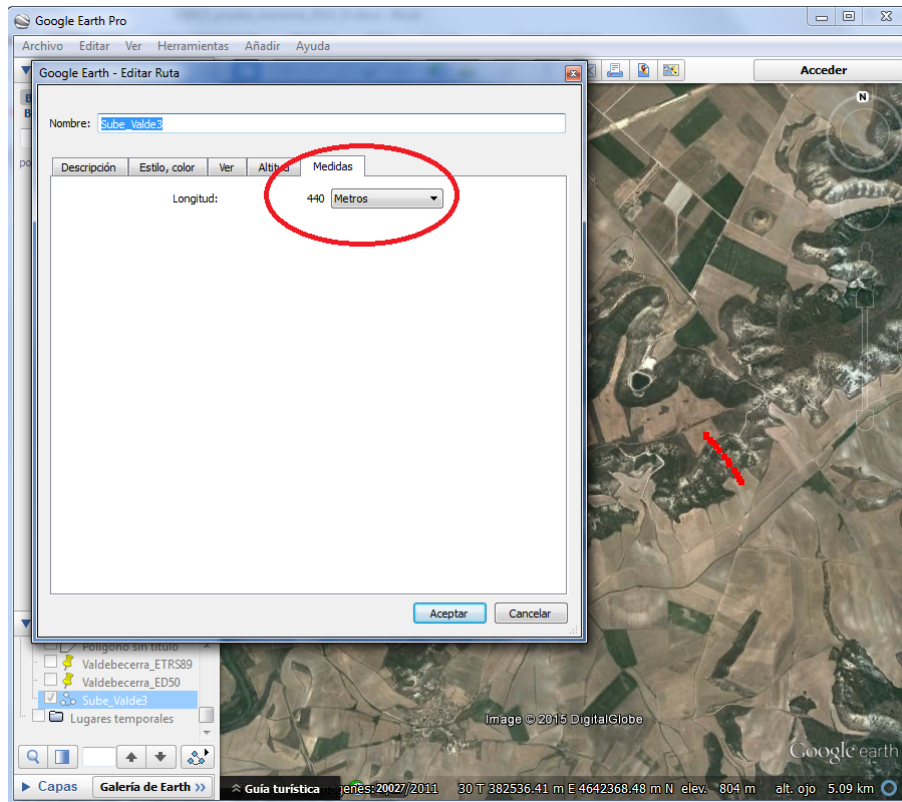 Google Earth Pro
Archivo Editar Ver Herramientas Añadir Ayuda
Google Earth - Editar Ruta
Acceder
N
Nombre: Sube_Valde3
Descripción Estilo, color Ver Altitud Medidas
Longitud: 440 Metros
Aceptar Cancelar
Polígono sin título
Valdebecerra_ETRS89
Valdebecerra_ED50
Sube_Valde3
Lugares temporales
Image © 2015 DigitalGlobe
Google earth
Capas Galería de Earth >>
Guía turística
30 T 382536.41 m E 4642368.48 m N elev. 804 m alt. ojo 5.09 km